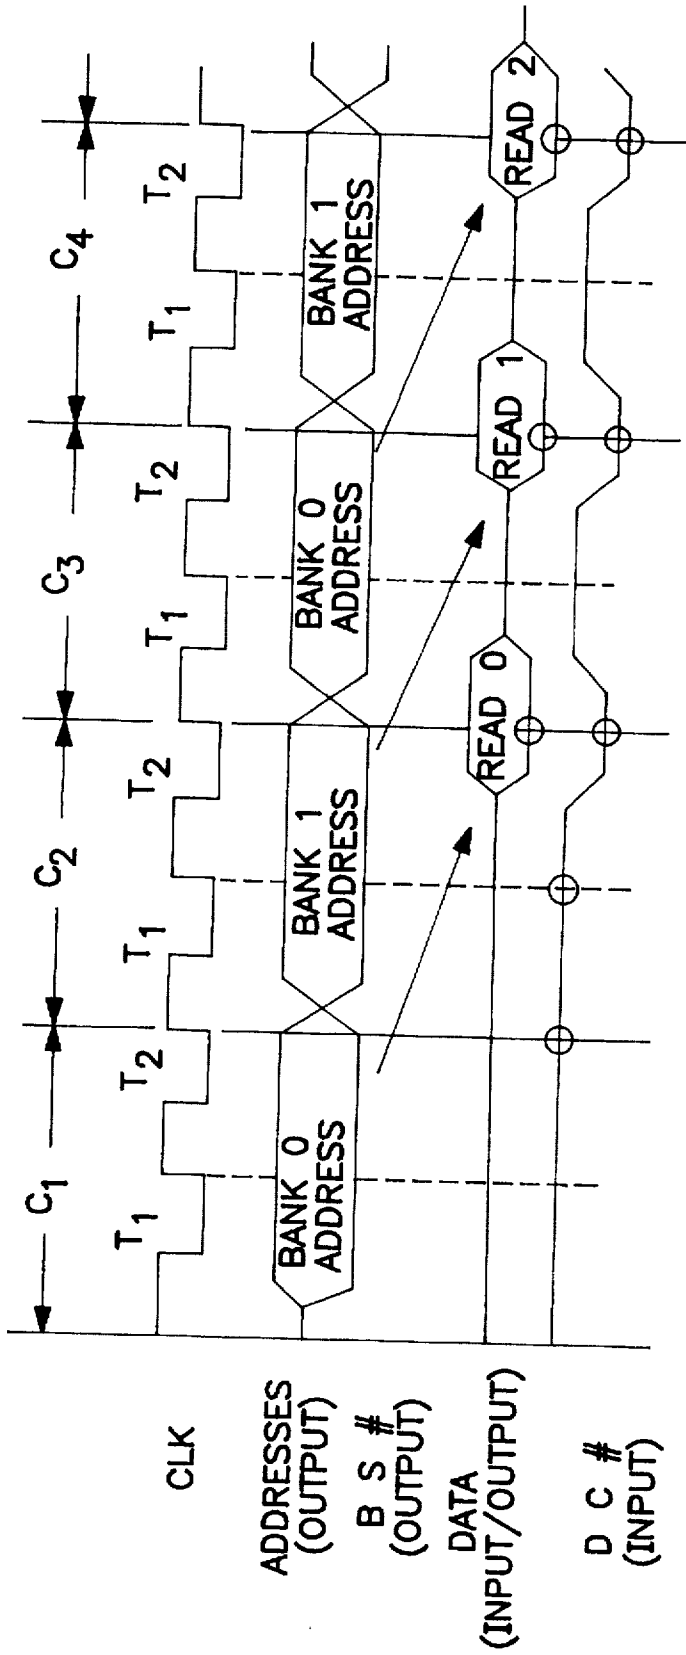 C1
C2
C3
C4
T1
T2
T1
T2
T1
T2
T1
T2
CLK
ADDRESSES
(OUTPUT)
BANK 0
ADDRESS
BANK 1
ADDRESS
BANK 0
ADDRESS
BANK 1
ADDRESS
B S #
(OUTPUT)
DATA
(INPUT/OUTPUT)
READ 0
READ 1
READ 2
D C #
(INPUT)